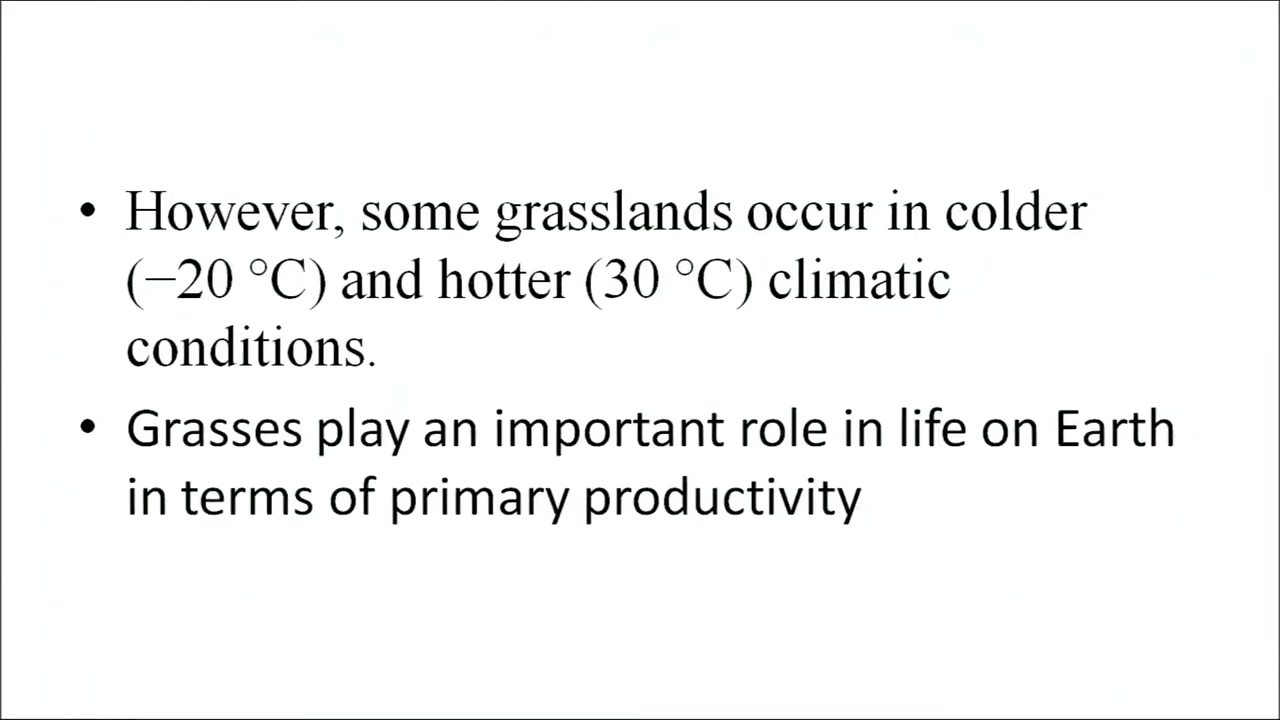 • However, some grasslands occur in colder
(−20 °C) and hotter (30 °C) climatic
conditions.
• Grasses play an important role in life on Earth
in terms of primary productivity